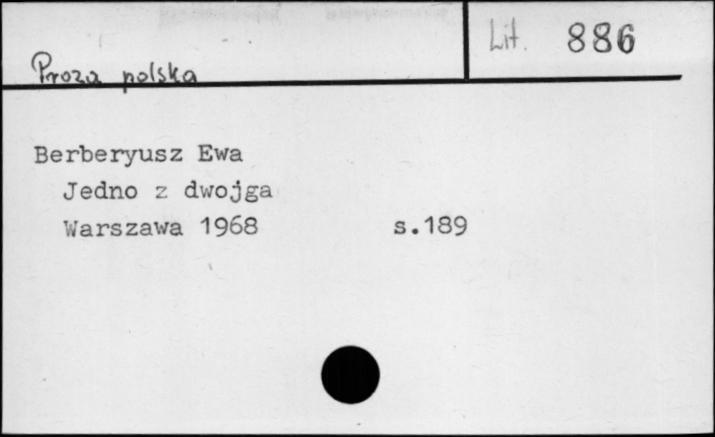 Proza polska
Lit. 886
Berberyusz Ewa
Jedno z dwojga
Warszawa 1968 s.189